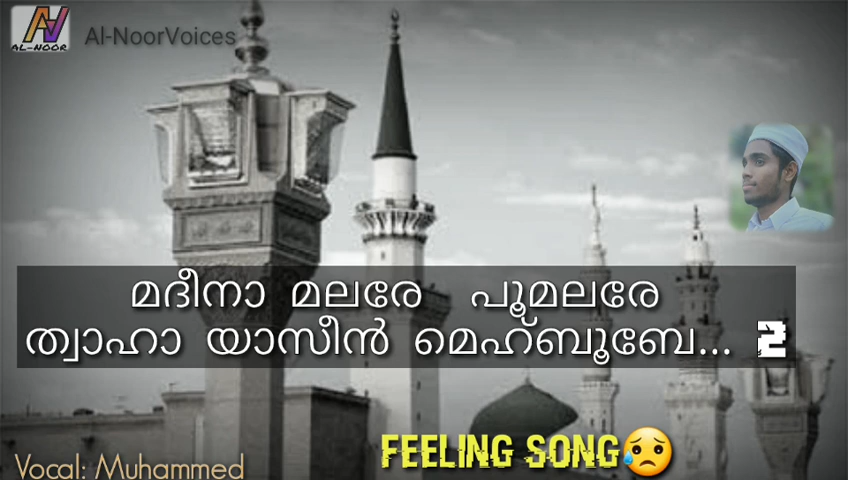 AL-NOOR
Al-NoorVoices
മദീനാ മലരേ പൂമലരേ
ത്വാഹാ യാസീൻ മെഹ്ബൂബേ... 2
FEELING SONG😥
Vocal: Muhammed